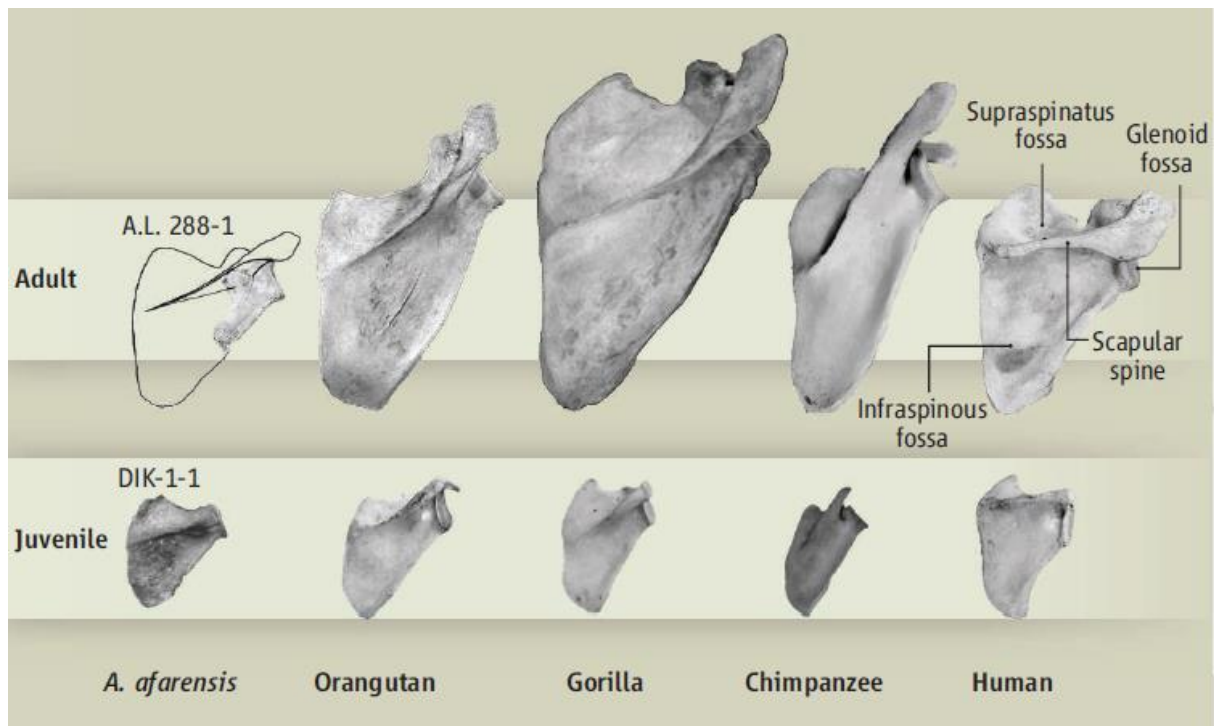 Supraspinatus
fossa
Glenoid
fossa
A.L. 288-1
Adult
Scapular
spine
Infraspinous
fossa
DIK-1-1
Juvenile
A. afarensis
Orangutan
Gorilla
Chimpanzee
Human